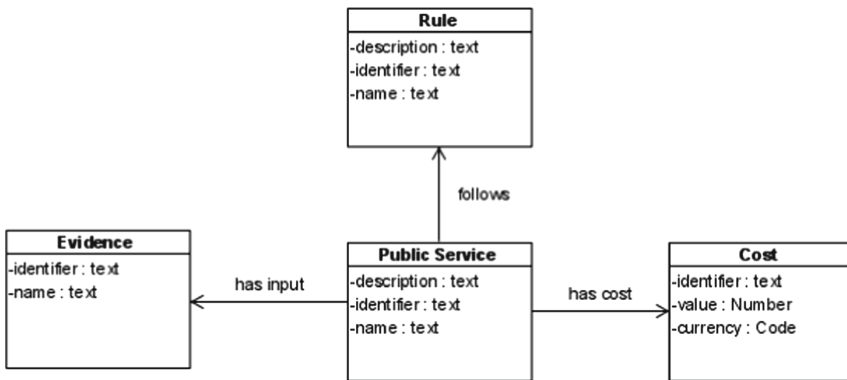 Rule
-description : text
-identifier : text
-name : text
follows
Evidence
-identifier : text
-name : text
has input
Public Service
-description : text
-identifier : text
-name : text
has cost
Cost
-identifier : text
-value : Number
-currency : Code